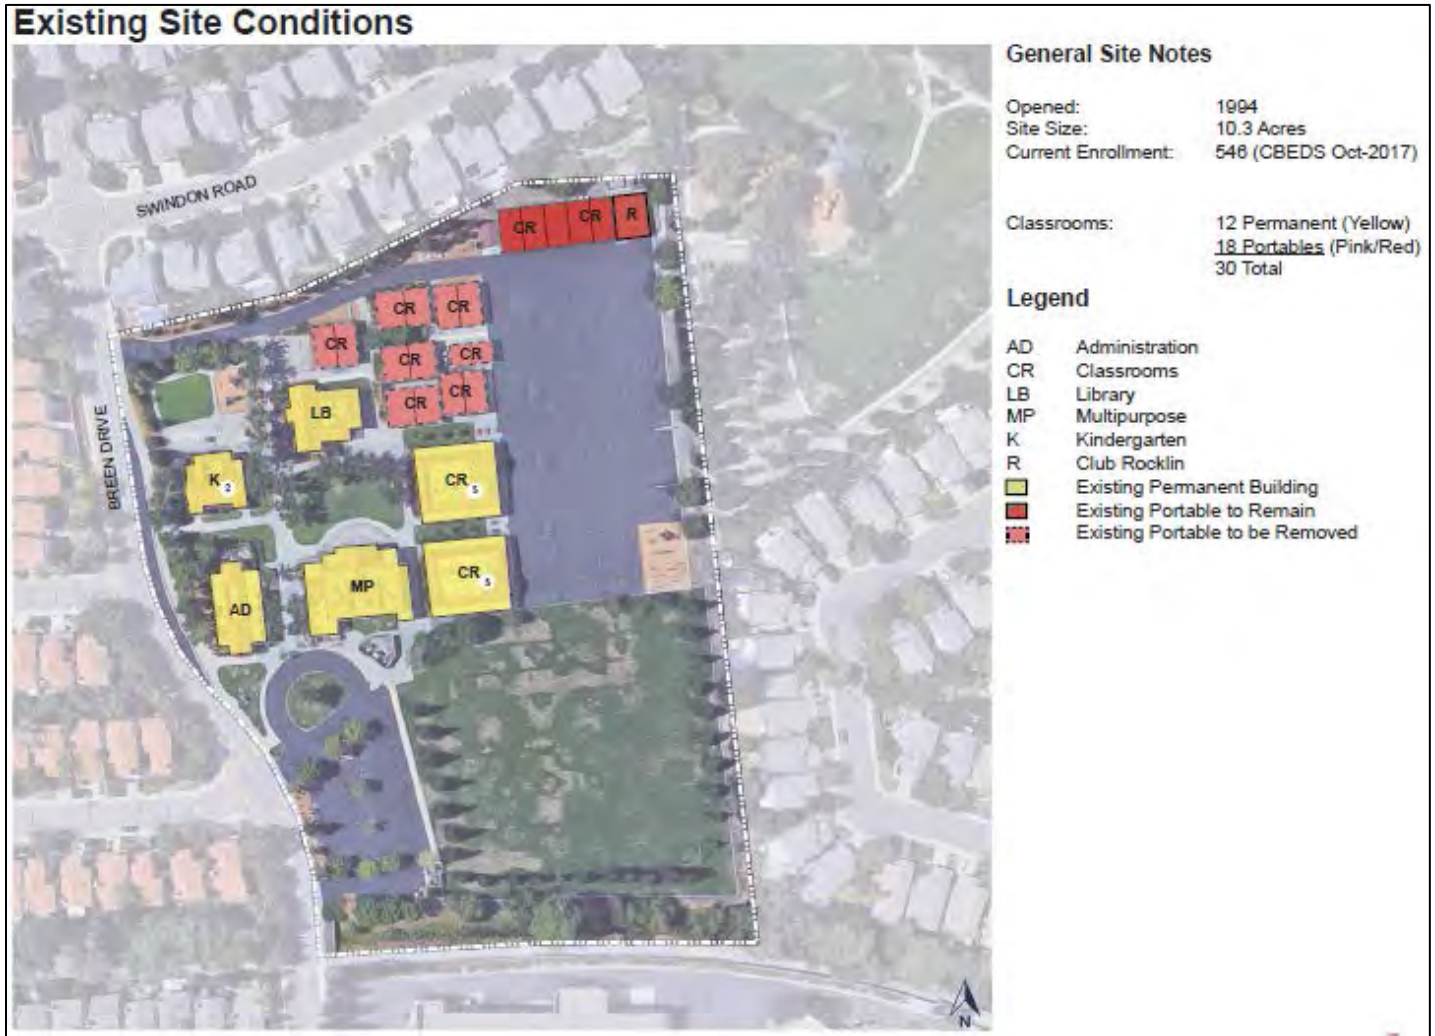 Existing Site Conditions
General Site Notes
Opened: 1994
Site Size: 10.3 Acres
Current Enrollment: 546 (CBEDS Oct-2017)
Classrooms: 12 Permanent (Yellow)
18 Portables (Pink/Red)
30 Total
Legend
AD Administration
CR Classrooms
LB Library
MP Multipurpose
K Kindergarten
R Club Rocklin
Existing Permanent Building
Existing Portable to Remain
Existing Portable to be Removed
SWINDON ROAD
BREEN DRIVE
CR CR R
CR CR
CR
CR CR
CR CR
LB
K 2
CR 5
CR 5
MP
AD
N